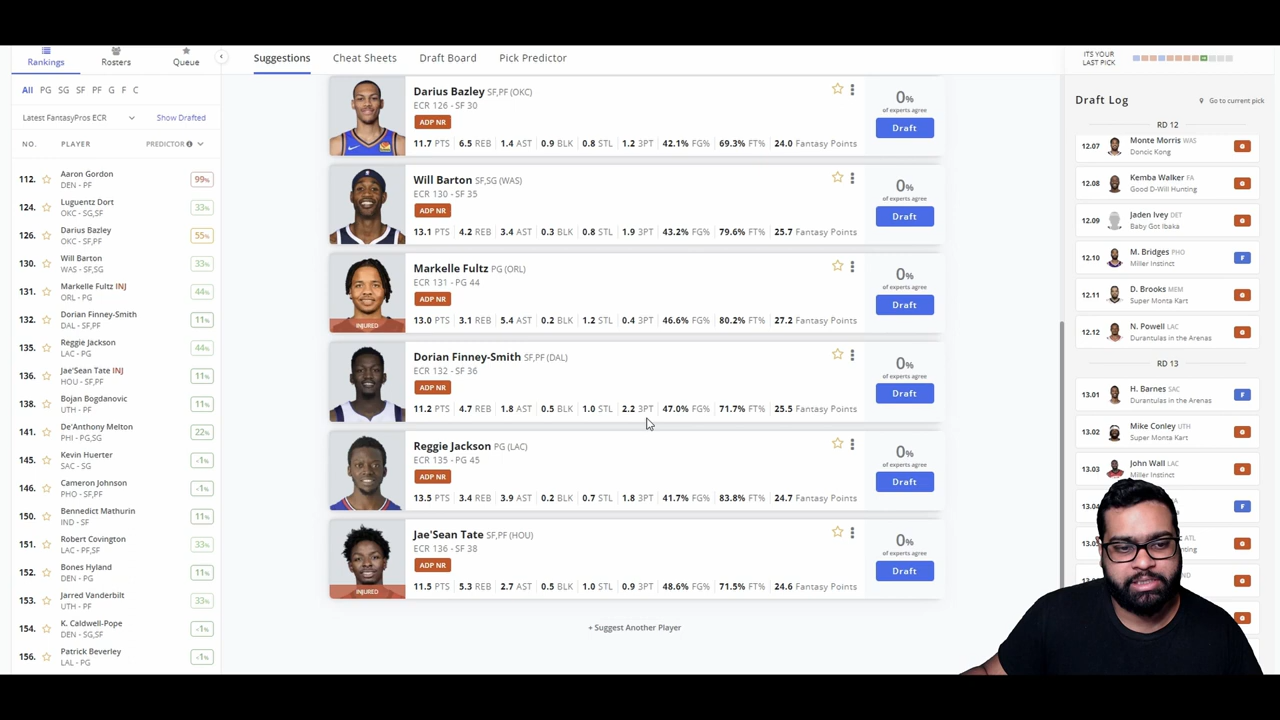 Rankings
Rosters
Queue
Suggestions
Cheat Sheets
Draft Board
Pick Predictor
IT'S YOUR
LAST PICK
All PG SG SF PF G F C
Latest FantasyPros ECR
Show Drafted
NO. PLAYER PREDICTOR
112. Aaron Gordon 99%
DEN - PF
124. Luguentz Dort 33%
OKC - SG,SF
126. Darius Bazley 55%
OKC - SF,PF
130. Will Barton 33%
WAS - SF,SG
131. Markelle Fultz INJ 44%
ORL - PG
132. Dorian Finney-Smith 11%
DAL - SF,PF
135. Reggie Jackson 44%
LAC - PG
136. Jae'Sean Tate INJ 11%
HOU - SF,PF
138. Bojan Bogdanovic 11%
UTH - PF
141. De'Anthony Melton 22%
PHI - PG,SG
145. Kevin Huerter <1%
SAC - SG
146. Cameron Johnson <1%
PHO - SF,PF
150. Bennedict Mathurin 11%
IND - SF
151. Robert Covington 33%
LAC - PF,SF
152. Bones Hyland 11%
DEN - PG
153. Jarred Vanderbilt 33%
UTH - PF
154. K. Caldwell-Pope <1%
DEN - SG,SF
156. Patrick Beverley <1%
LAL - PG
Darius Bazley SF,PF (OKC)
ECR 126 - SF 30
ADP NR
11.7 PTS 6.5 REB 1.4 AST 0.9 BLK 0.8 STL 1.2 3PT 42.1% FG% 69.3% FT% 24.0 Fantasy Points
0%
of experts agree
Draft
Will Barton SF,SG (WAS)
ECR 130 - SF 35
ADP NR
13.1 PTS 4.2 REB 3.4 AST 0.3 BLK 0.8 STL 1.9 3PT 43.2% FG% 79.6% FT% 25.7 Fantasy Points
0%
of experts agree
Draft
Markelle Fultz PG (ORL)
ECR 131 - PG 44
ADP NR
INJURED
13.0 PTS 3.1 REB 5.4 AST 0.2 BLK 1.2 STL 0.4 3PT 46.6% FG% 80.2% FT% 27.2 Fantasy Points
0%
of experts agree
Draft
Dorian Finney-Smith SF,PF (DAL)
ECR 132 - SF 36
ADP NR
11.2 PTS 4.7 REB 1.8 AST 0.5 BLK 1.0 STL 2.2 3PT 47.0% FG% 71.7% FT% 25.5 Fantasy Points
0%
of experts agree
Draft
Reggie Jackson PG (LAC)
ECR 135 - PG 45
ADP NR
13.5 PTS 3.4 REB 3.9 AST 0.2 BLK 0.7 STL 1.8 3PT 41.7% FG% 83.8% FT% 24.7 Fantasy Points
0%
of experts agree
Draft
Jae'Sean Tate SF,PF (HOU)
ECR 136 - SF 38
ADP NR
INJURED
11.5 PTS 5.3 REB 2.7 AST 0.5 BLK 1.0 STL 0.9 3PT 48.6% FG% 71.5% FT% 24.6 Fantasy Points
0%
of experts agree
Draft
+ Suggest Another Player
Draft Log
Go to current pick
RD 12
12.07 Monte Morris WAS G
Doncic Kong
12.08 Kemba Walker FA G
Good D-Will Hunting
12.09 Jaden Ivey DET G
Baby Got Ibaka
12.10 M. Bridges PHO F
Miller Instinct
12.11 D. Brooks MEM G
Super Monta Kart
12.12 N. Powell LAC G
Durantulas in the Arenas
RD 13
13.01 H. Barnes SAC F
Durantulas in the Arenas
13.02 Mike Conley UTH G
Super Monta Kart
13.03 John Wall LAC G
Miller Instinct
F
G
G
G